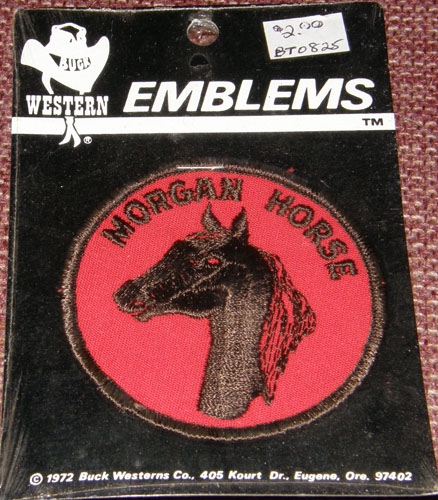 $2.00
BT0825
BUCK
WESTERN ®
EMBLEMS
TM
MORGAN HORSE
© 1972 Buck Westerns Co., 405 Kourt Dr., Eugene, Ore. 97402